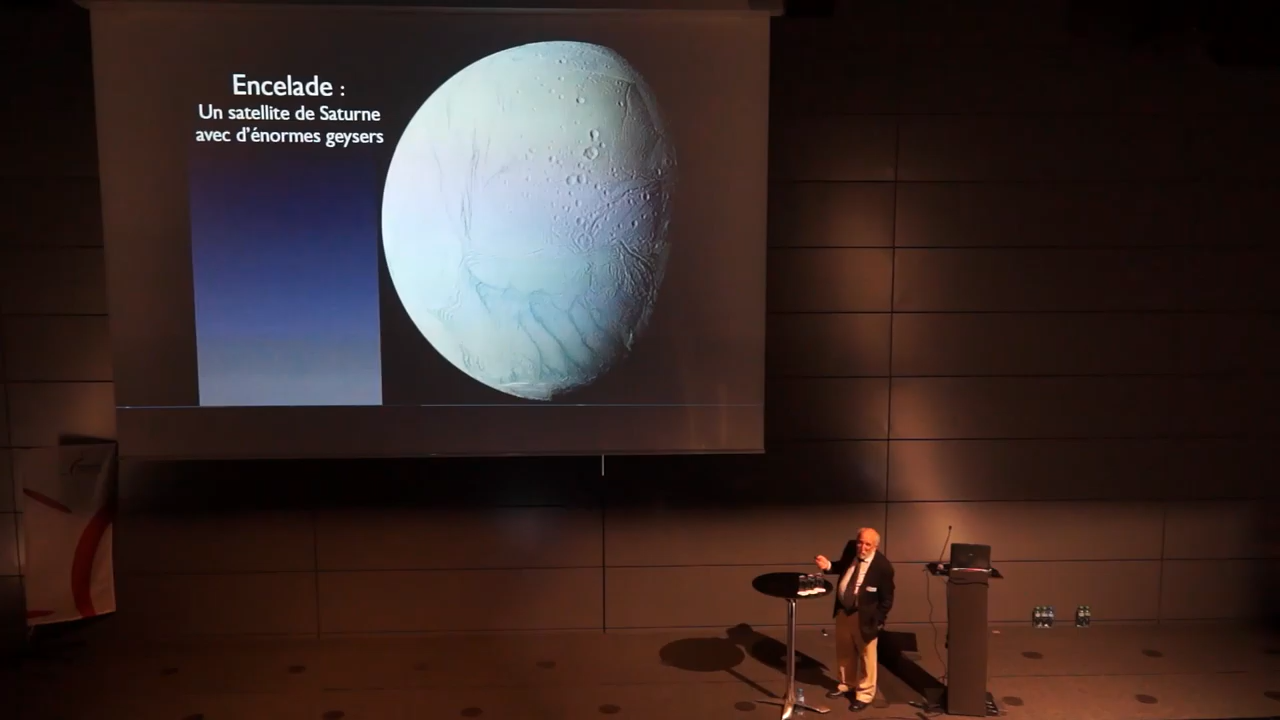 Encelade :
Un satellite de Saturne
avec d'énormes geysers